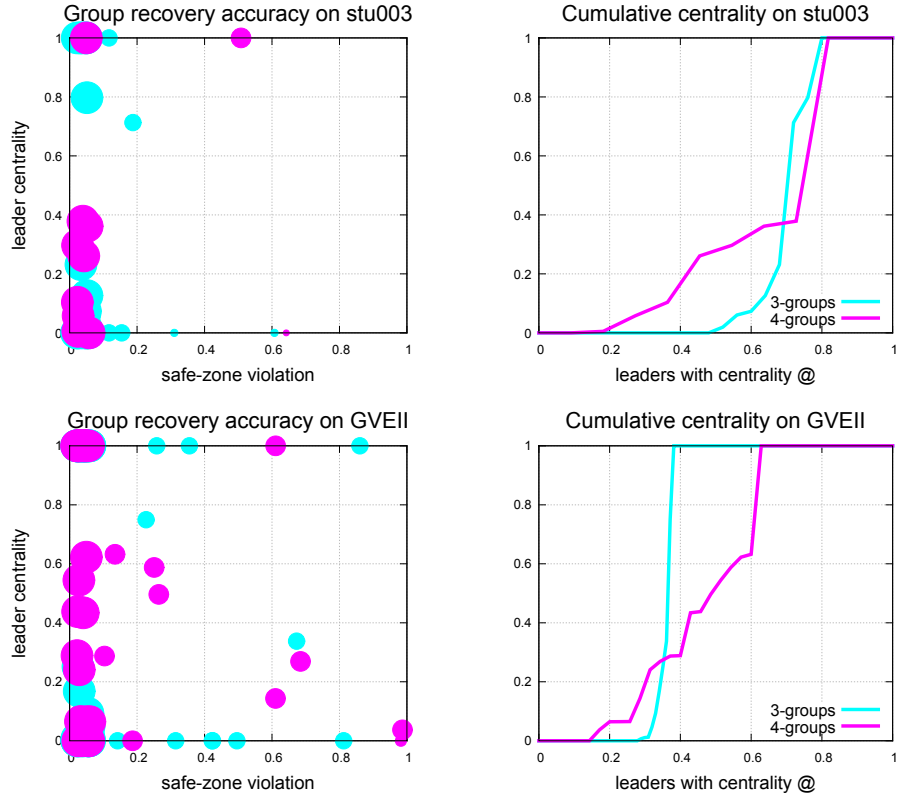 Group recovery accuracy on stu003
leader centrality
1
0.8
0.6
0.4
0.2
0
0 0.2 0.4 0.6 0.8 1
safe-zone violation
Cumulative centrality on stu003
1
0.8
0.6
0.4
0.2
0
3-groups
4-groups
0 0.2 0.4 0.6 0.8 1
leaders with centrality @
Group recovery accuracy on GVEII
leader centrality
1
0.8
0.6
0.4
0.2
0
0 0.2 0.4 0.6 0.8 1
safe-zone violation
Cumulative centrality on GVEII
1
0.8
0.6
0.4
0.2
0
3-groups
4-groups
0 0.2 0.4 0.6 0.8 1
leaders with centrality @